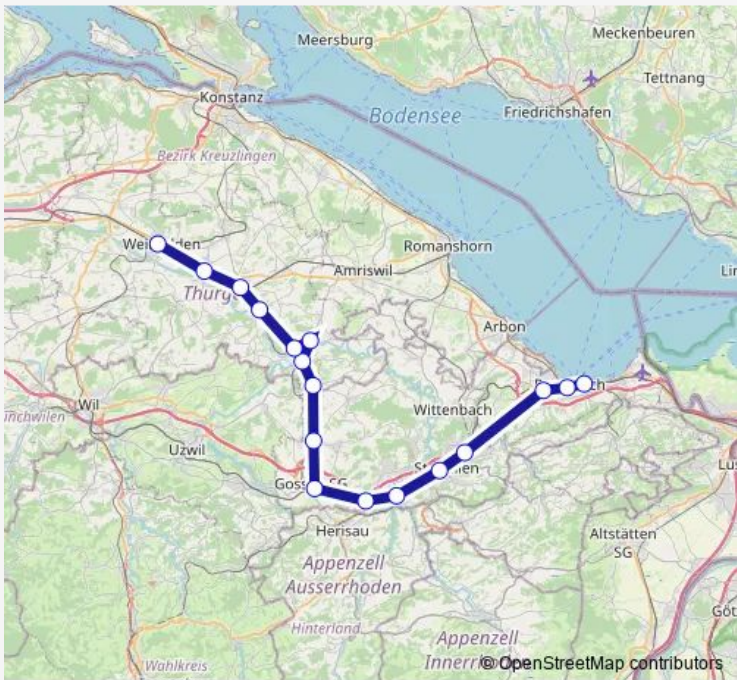 Meersburg
Meckenbeuren
Tettnang
Konstanz
Friedrichshafen
Bodensee
Bezirk Kreuzlingen
Romanshorn
Amriswil
Arbon
Wil
Wittenbach
Uzwil
Herisau
Altstätten
SG
Appenzell
Ausserrhoden
Hinterland
Appenzell
Wahlkreis
© OpenStreetMap contributors